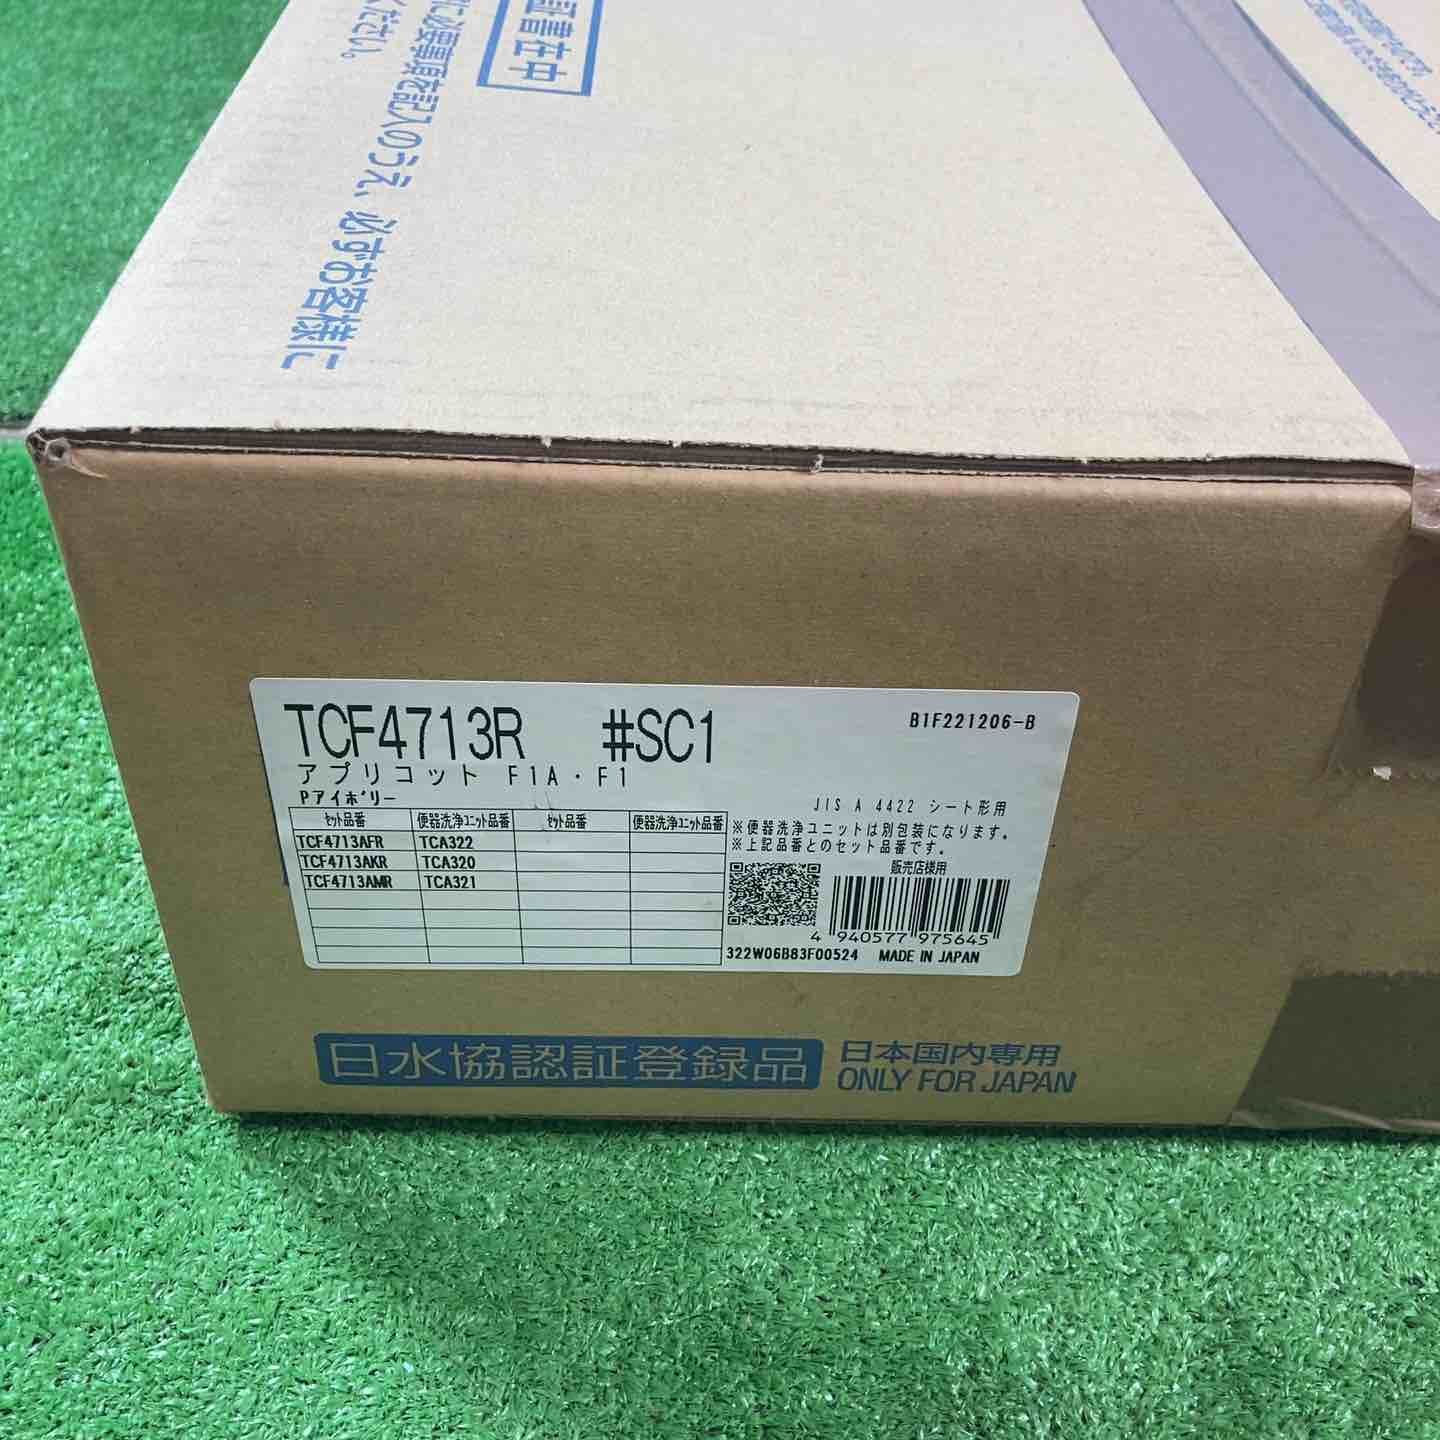 証書在中
に必要事項を記入のうえ、必ずお客様に
ください。
TCF4713R #SC1
B1F221206-B
アプリコット F1A・F1
Pアイボリー
JIS A 4422 シート形用
セット品番 便器洗浄ユニット品番 セット品番 便器洗浄ユニット品番
TCF4713AFR TCA322
TCF4713AKR TCA320
TCF4713AMR TCA321
※便器洗浄ユニットは別包装になります。
※上記品番とのセット品番です。
販売店様用
4 940577 975645
322W06B83F00524 MADE IN JAPAN
日水協認証登録品
日本国内専用
ONLY FOR JAPAN